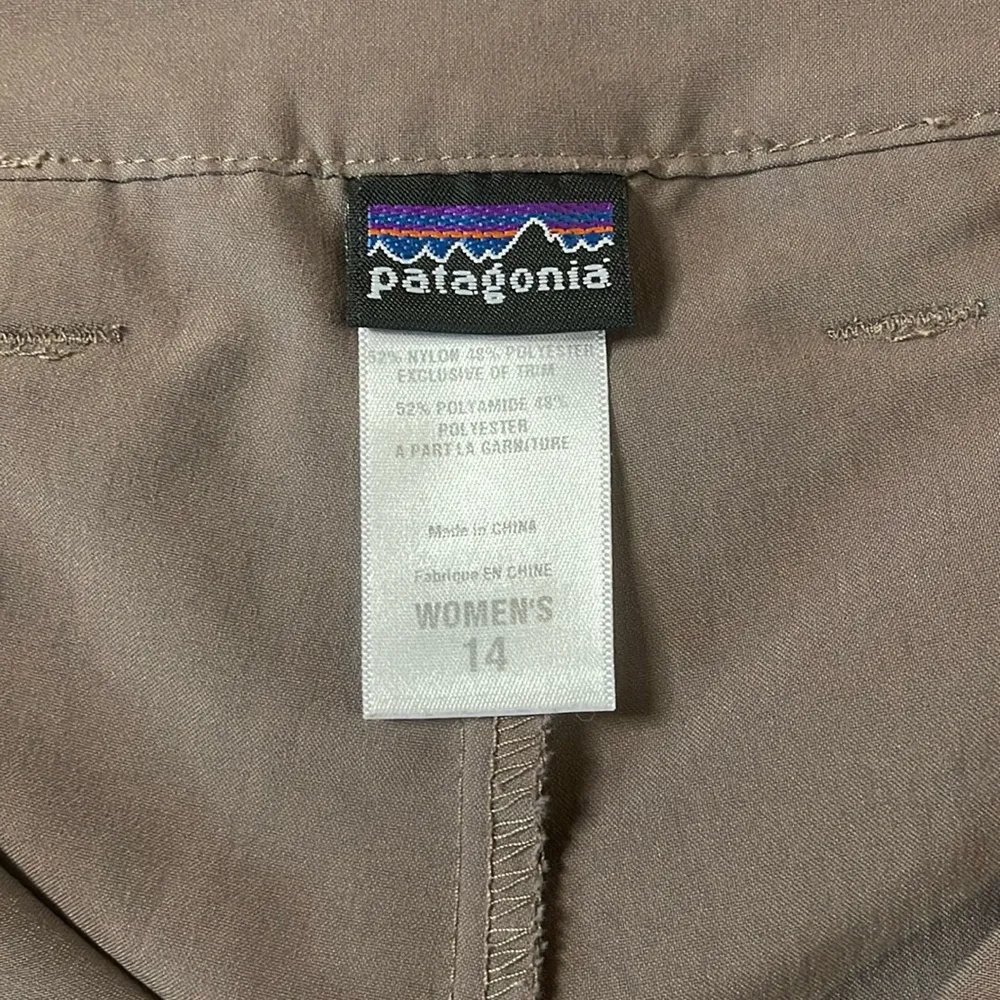 patagonia
52% NYLON 48% POLYESTER
EXCLUSIVE OF TRIM
52% POLYAMIDE 48%
POLYESTER
A PART LA GARNITURE
Made in CHINA
Fabrique EN CHINE
WOMEN'S
14